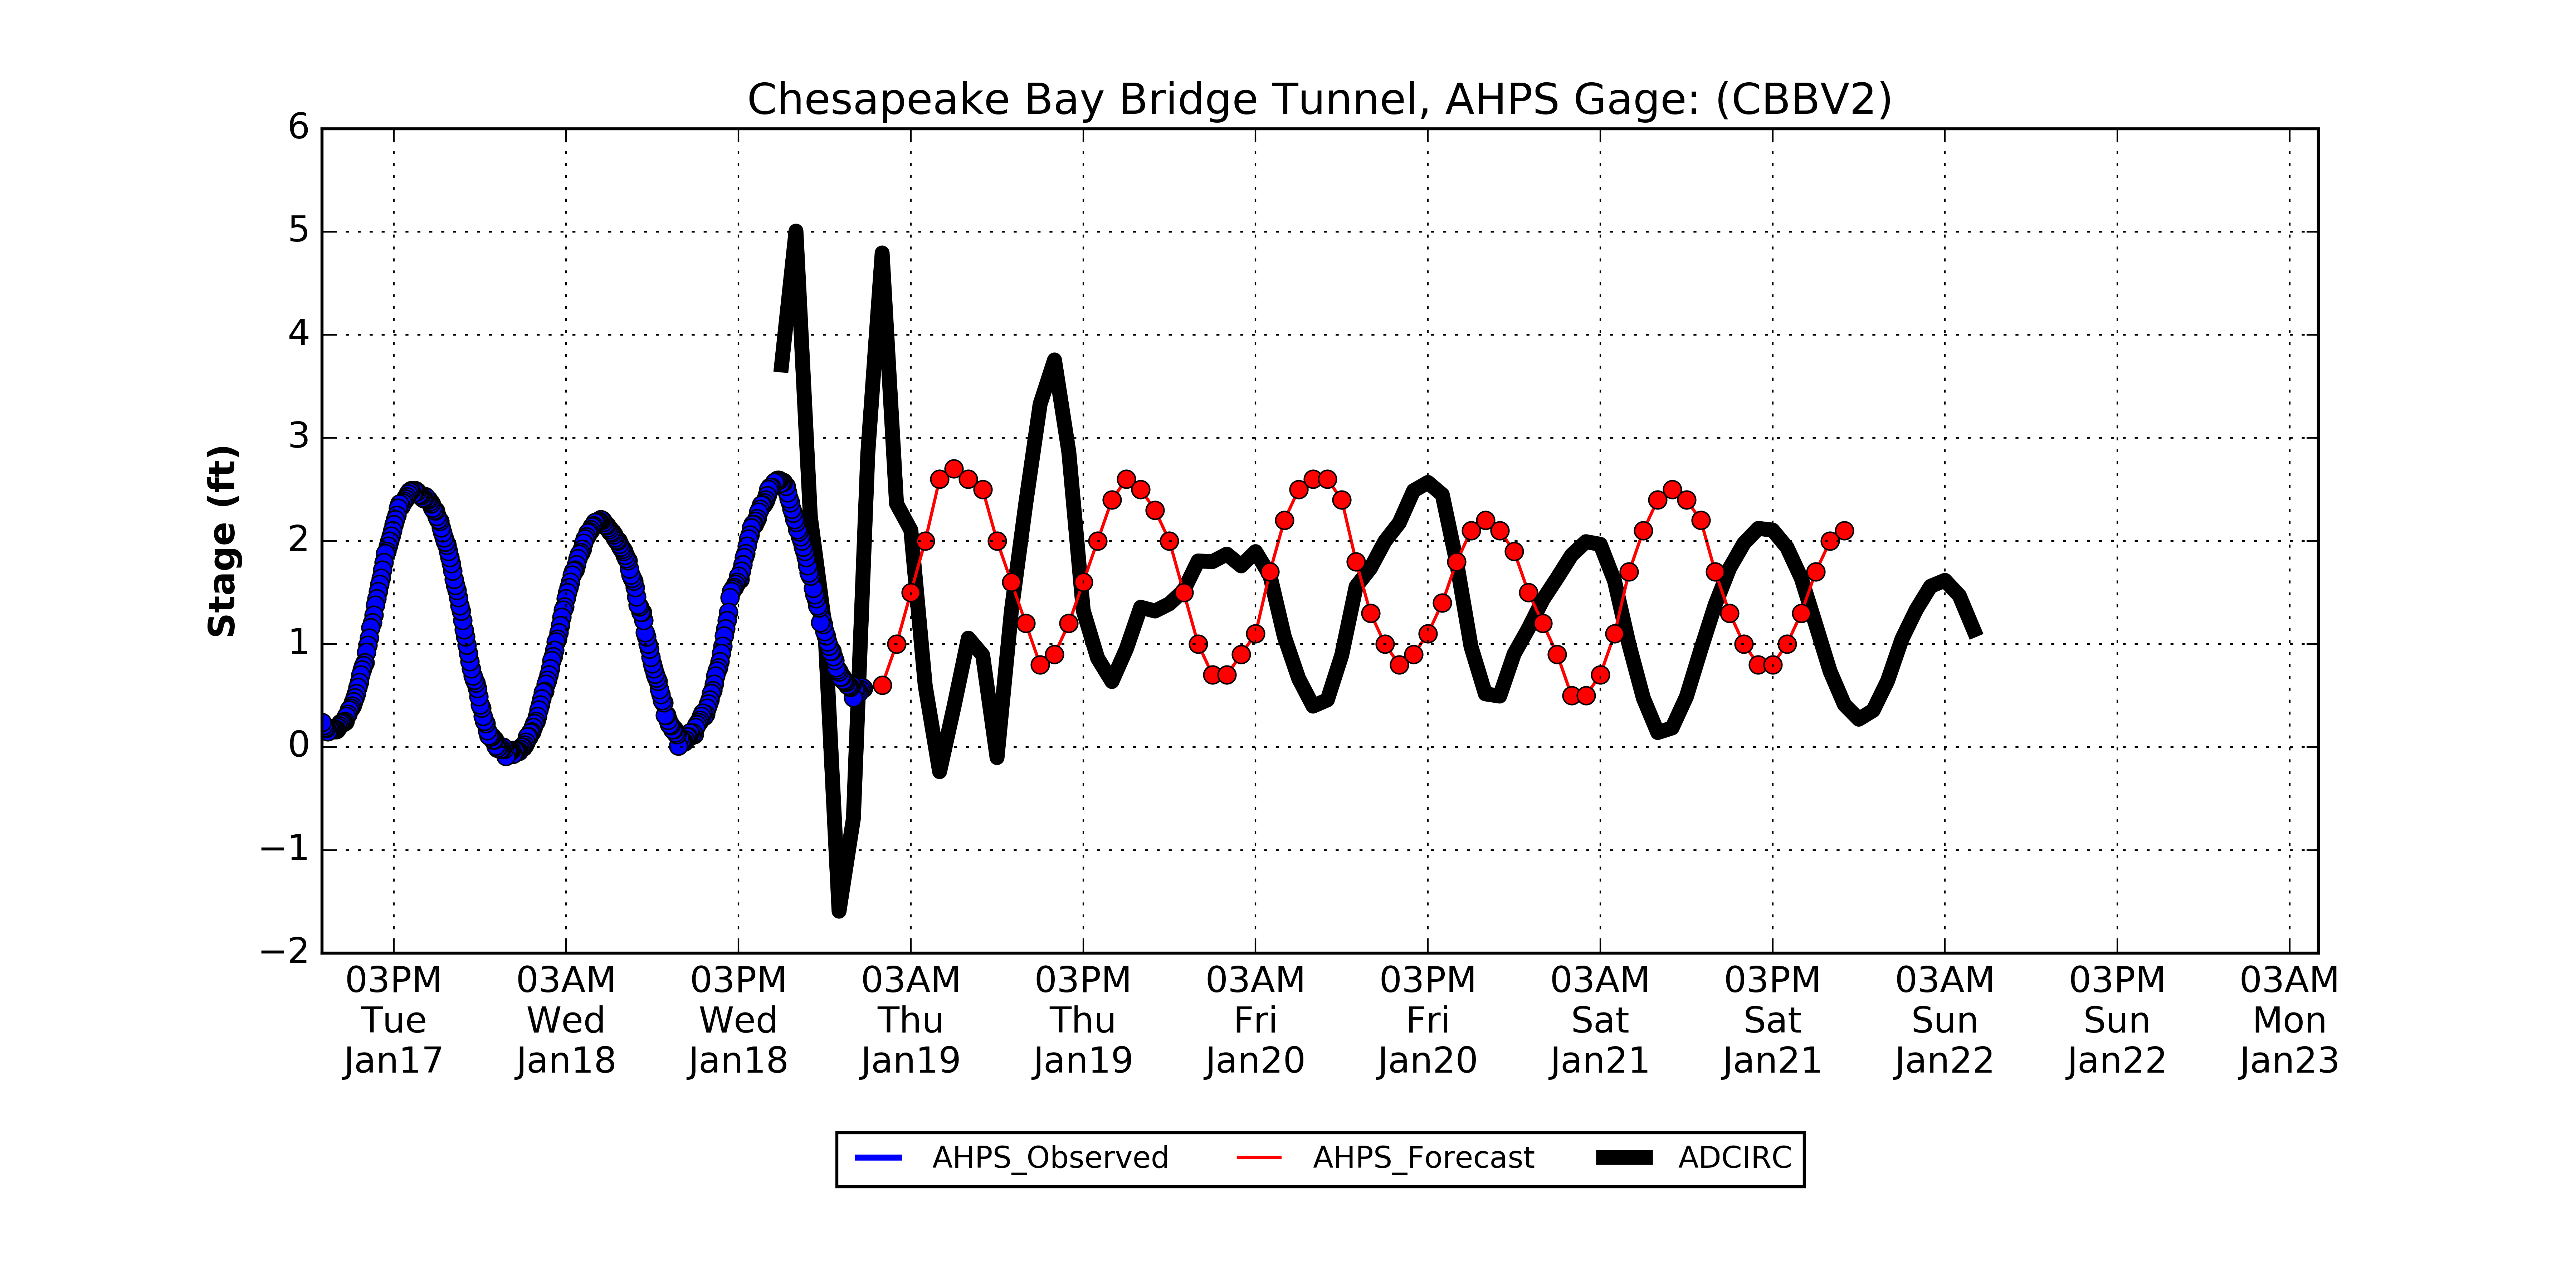 Chesapeake Bay Bridge Tunnel, AHPS Gage: (CBBV2)
6
5
4
3
2
1
0
−1
−2
Stage (ft)
03PM 03AM 03PM 03AM 03PM 03AM 03PM 03AM 03PM 03AM 03PM 03AM
Tue Wed Wed Thu Thu Fri Fri Sat Sat Sun Sun Mon
Jan17 Jan18 Jan18 Jan19 Jan19 Jan20 Jan20 Jan21 Jan21 Jan22 Jan22 Jan23
AHPS_Observed AHPS_Forecast ADCIRC